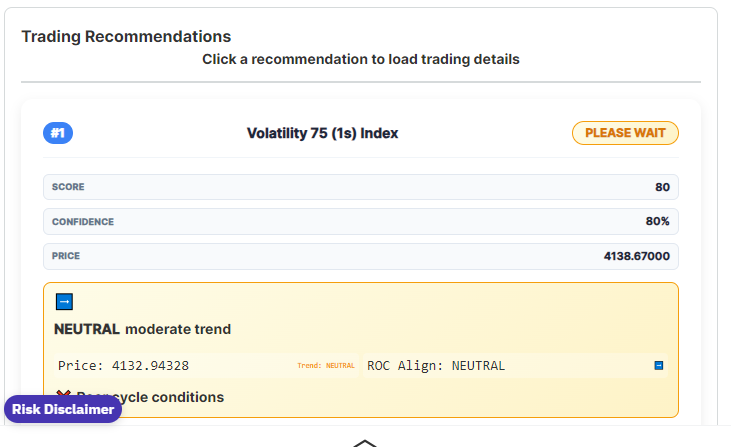 Trading Recommendations
Click a recommendation to load trading details
#1 Volatility 75 (1s) Index PLEASE WAIT
SCORE 80
CONFIDENCE 80%
PRICE 4138.67000
NEUTRAL moderate trend
Price: 4132.94328 Trend: NEUTRAL ROC Align: NEUTRAL
cycle conditions
Risk Disclaimer